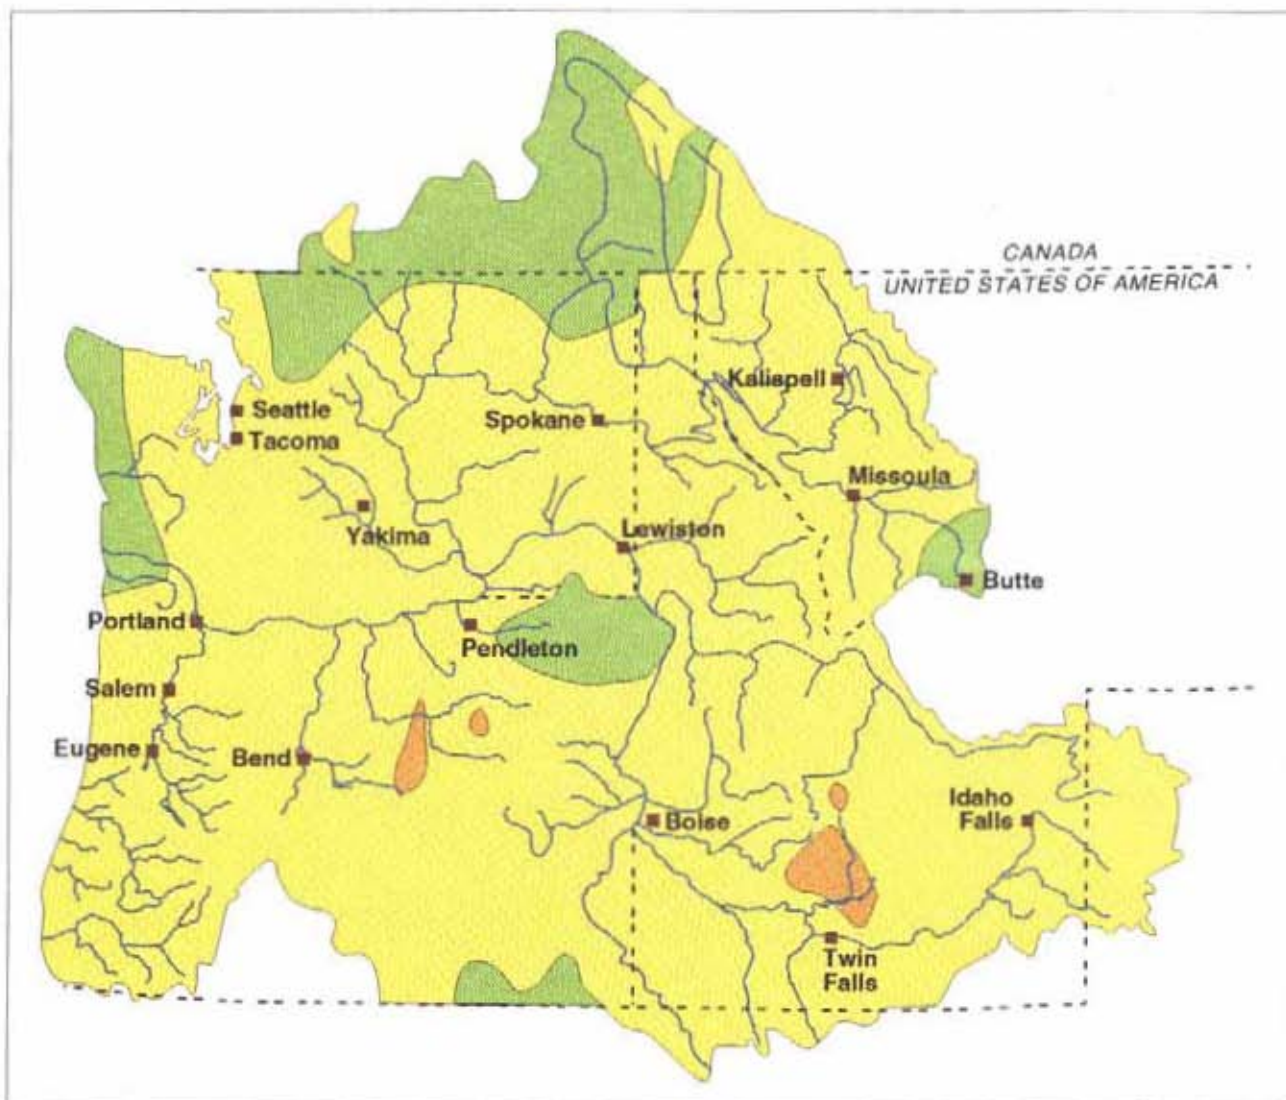 CANADA
UNITED STATES OF AMERICA
Kalispell
Seattle
Spokane
Tacoma
Missoula
Yakima
Lewiston
Butte
Portland
Pendleton
Salem
Eugene
Bend
Idaho
Falls
Boise
Twin
Falls